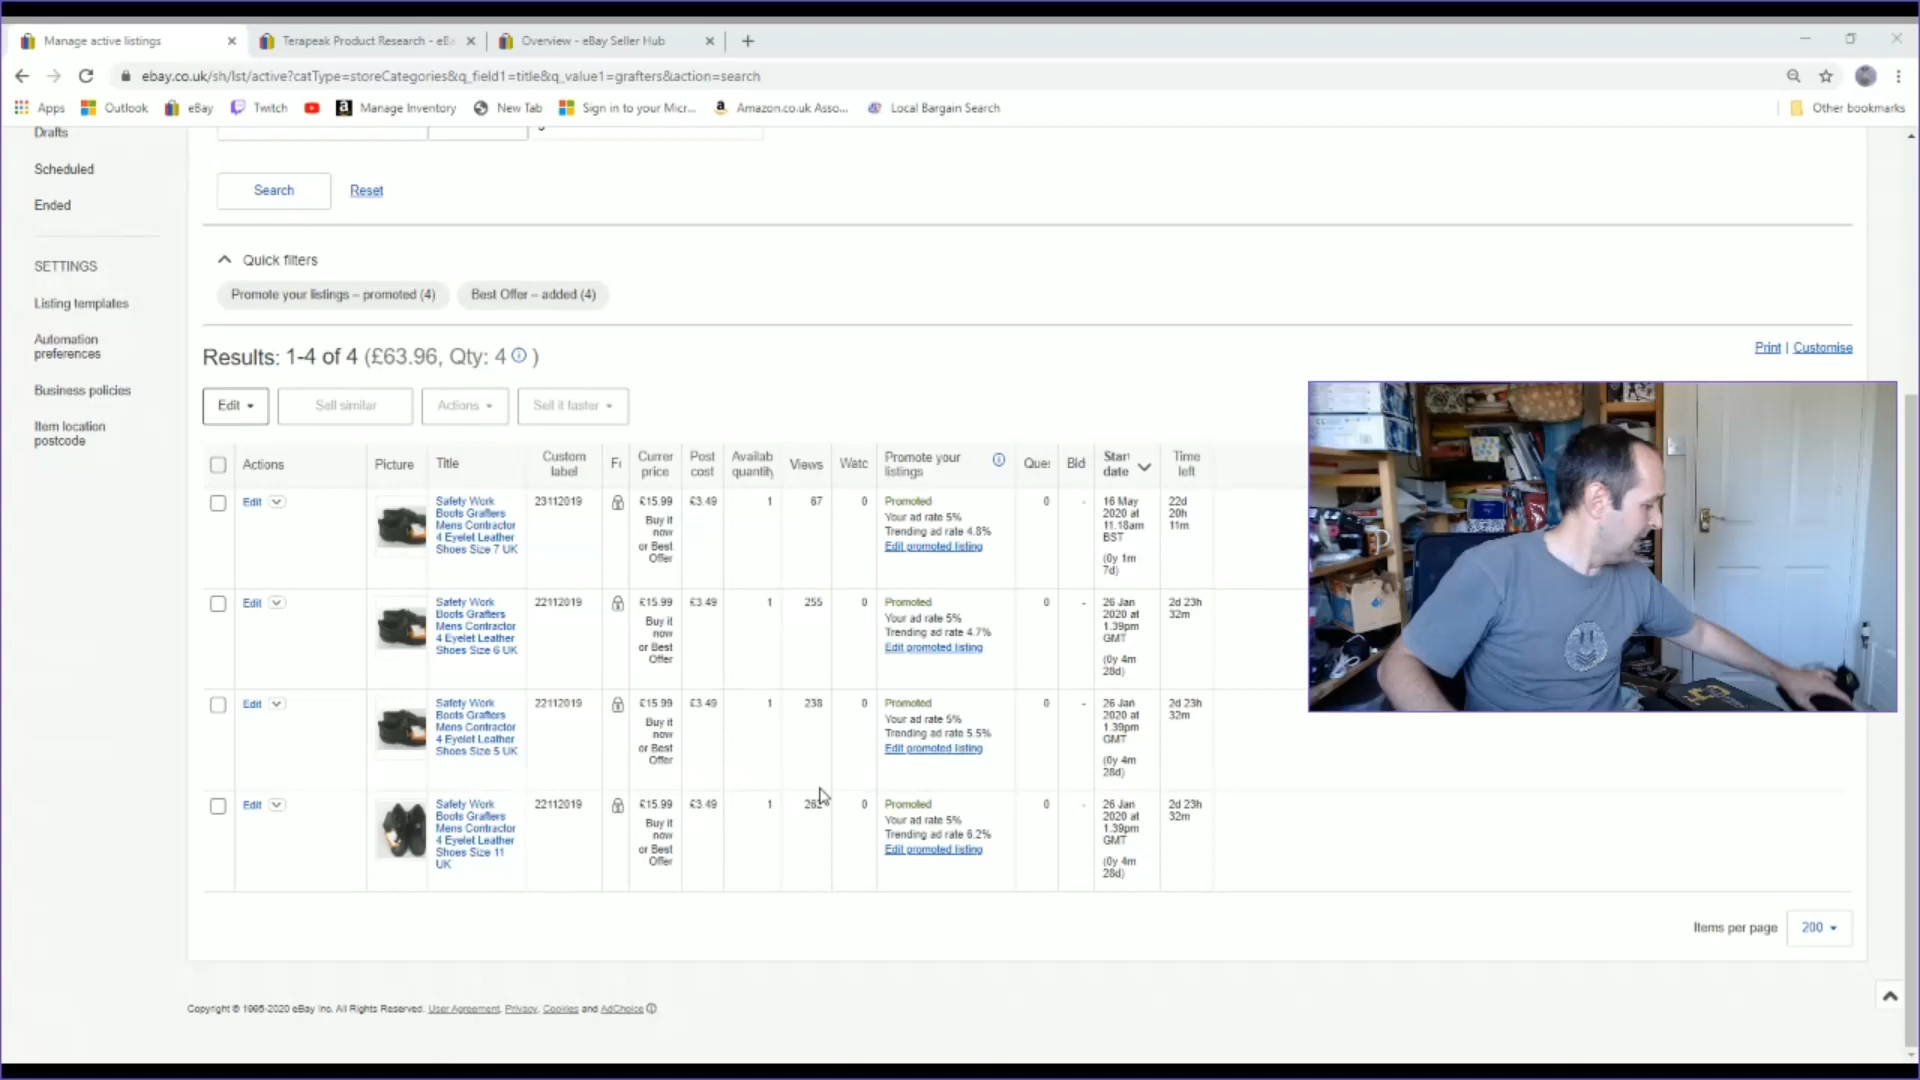 Manage active listings
Terapeak Product Research - eB
Overview - eBay Seller Hub
ebay.co.uk/sh/lst/active?catType=storeCategories&q_field1=title&q_value1=grafters&action=search
Apps
Outlook
eBay
Twitch
Manage Inventory
New Tab
Sign in to your Micr...
Amazon.co.uk Asso...
Local Bargain Search
Other bookmarks
Drafts
Scheduled
Ended
SETTINGS
Listing templates
Automation
preferences
Business policies
Item location
postcode
Search
Reset
Quick filters
Promote your listings – promoted (4)
Best Offer – added (4)
Results: 1-4 of 4 (£63.96, Qty: 4 )
Print | Customise
Edit
Sell similar
Actions
Sell it faster
Actions
Picture
Title
Custom
label
Curren
price
Post
cost
Availab
quantity
Views
Watc
Promote your
listings
Ques
Bid
Start
date
Time
left
Edit
Safety Work
Boots Grafters
Mens Contractor
4 Eyelet Leather
Shoes Size 7 UK
23112019
£15.99
Buy it
now
or Best
Offer
£3.49
1
67
0
Promoted
Your ad rate 5%
Trending ad rate 4.8%
Edit promoted listing
0
-
16 May
2020 at
11.18am
BST
(0y 1m
7d)
22d
20h
11m
Edit
Safety Work
Boots Grafters
Mens Contractor
4 Eyelet Leather
Shoes Size 6 UK
22112019
£15.99
Buy it
now
or Best
Offer
£3.49
1
255
0
Promoted
Your ad rate 5%
Trending ad rate 4.7%
Edit promoted listing
0
-
26 Jan
2020 at
1.39pm
GMT
(0y 4m
28d)
2d 23h
32m
Edit
Safety Work
Boots Grafters
Mens Contractor
4 Eyelet Leather
Shoes Size 5 UK
22112019
£15.99
Buy it
now
or Best
Offer
£3.49
1
238
0
Promoted
Your ad rate 5%
Trending ad rate 5.5%
Edit promoted listing
0
-
26 Jan
2020 at
1.39pm
GMT
(0y 4m
28d)
2d 23h
32m
Edit
Safety Work
Boots Grafters
Mens Contractor
4 Eyelet Leather
Shoes Size 11
UK
22112019
£15.99
Buy it
now
or Best
Offer
£3.49
1
0
Promoted
Your ad rate 5%
Trending ad rate 6.2%
Edit promoted listing
0
-
26 Jan
2020 at
1.39pm
GMT
(0y 4m
28d)
2d 23h
32m
Items per page
200
Copyright © 1995-2020 eBay Inc. All Rights Reserved. User Agreement, Privacy, Cookies and AdChoice